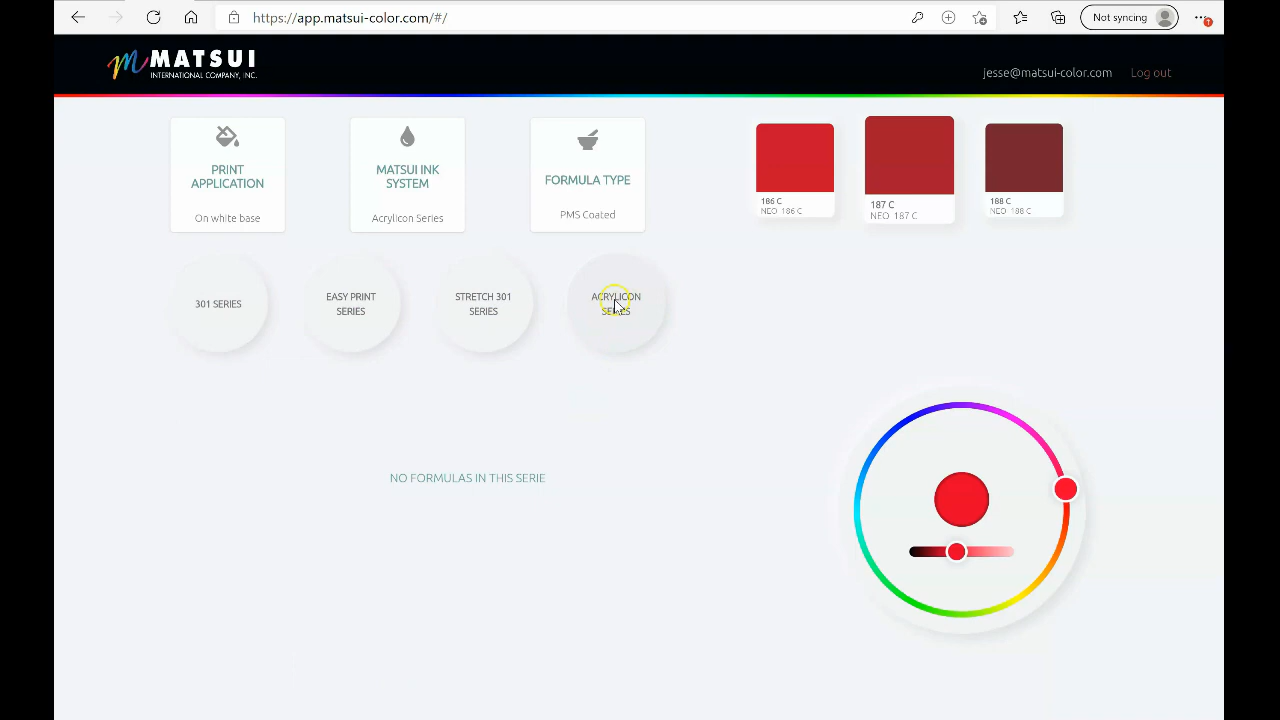 https://app.matsui-color.com/#/
Not syncing
MATSUI
INTERNATIONAL COMPANY, INC.
jesse@matsui-color.com Log out
PRINT
APPLICATION
On white base
MATSUI INK
SYSTEM
Acrylicon Series
FORMULA TYPE
PMS Coated
186 C
NEO 186 C
187 C
NEO 187 C
188 C
NEO 188 C
301 SERIES
EASY PRINT
SERIES
STRETCH 301
SERIES
ACRYLICON
SERIES
NO FORMULAS IN THIS SERIE